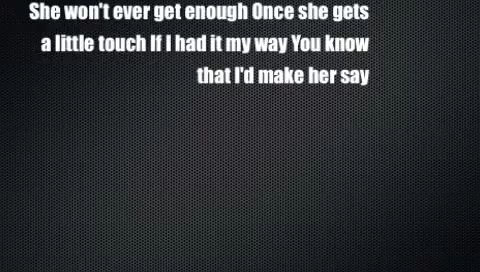 She won't ever get enough Once she gets
a little touch If I had it my way You know
that I'd make her say